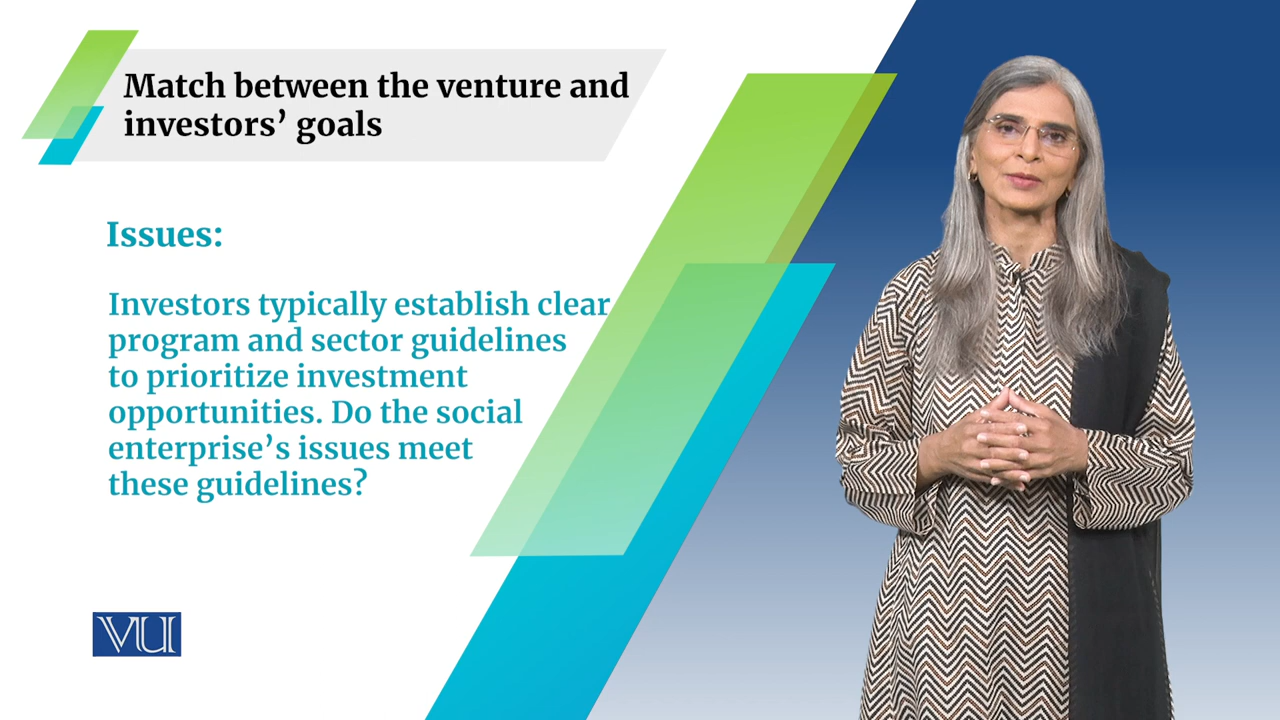 Match between the venture and
investors’ goals
Issues:
Investors typically establish clear
program and sector guidelines
to prioritize investment
opportunities. Do the social
enterprise’s issues meet
these guidelines?
VU